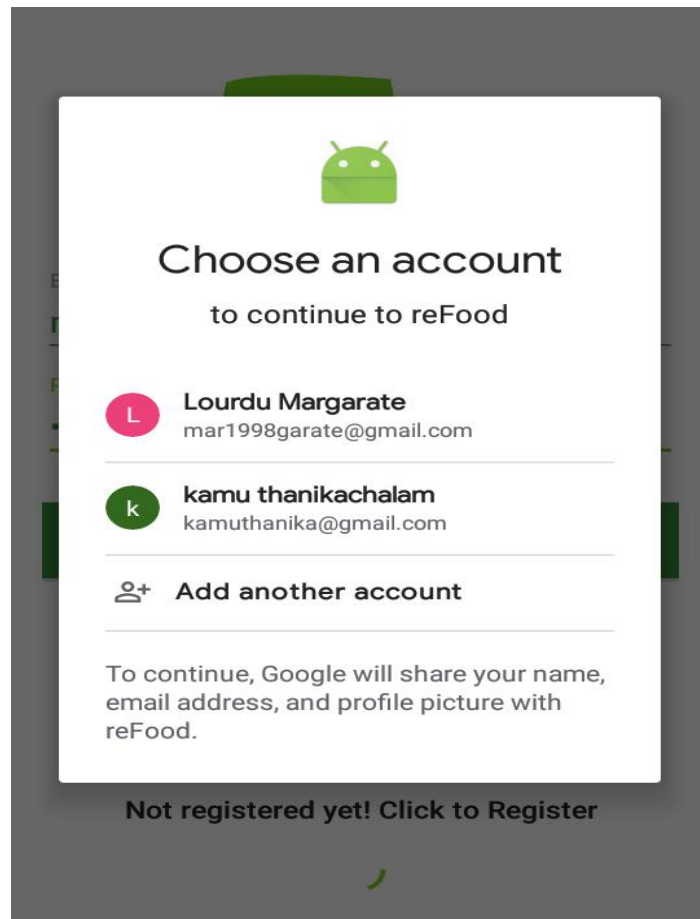 Choose an account
to continue to reFood
L
Lourdu Margarate
mar1998garate@gmail.com
k
kamu thanikachalam
kamuthanika@gmail.com
Add another account
To continue, Google will share your name,
email address, and profile picture with
reFood.
Not registered yet! Click to Register